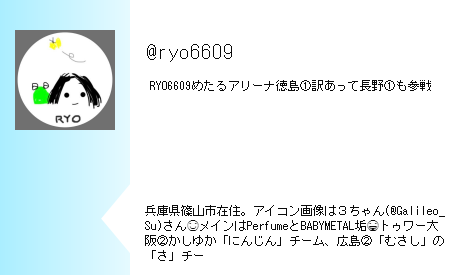 RYO
@ryo6609
RYO6609めたるアリーナ徳島①訳あって長野①も参戦
兵庫県篠山市在住。アイコン画像は３ちゃん(@Galileo_
Su)さん😉メインはPerfumeとBABYMETAL垢😁トゥワー大
阪②かしゆか「にんじん」チーム、広島②「むさし」の
「さ」チー